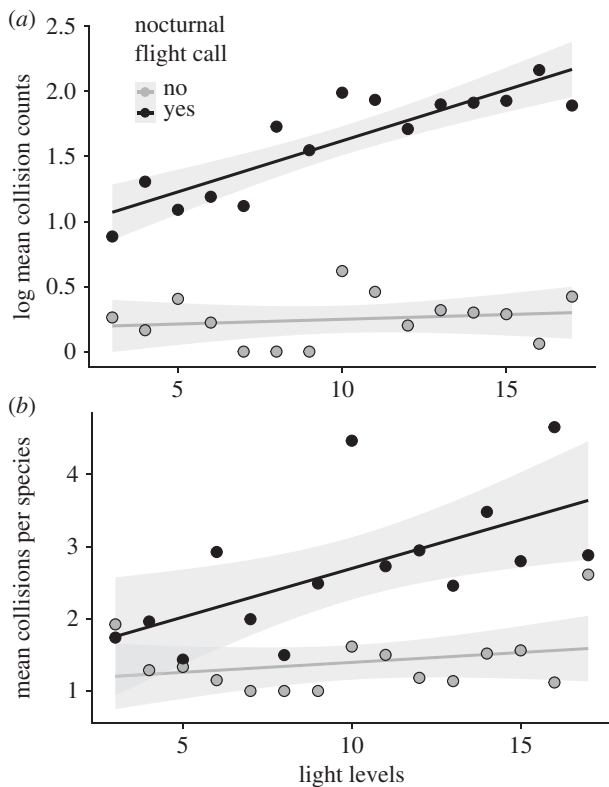 (a)
nocturnal
flight call
no
yes
log mean collision counts
2.5
2.0
1.5
1.0
0.5
0
5 10 15
(b)
mean collisions per species
4
3
2
1
5 10 15
light levels